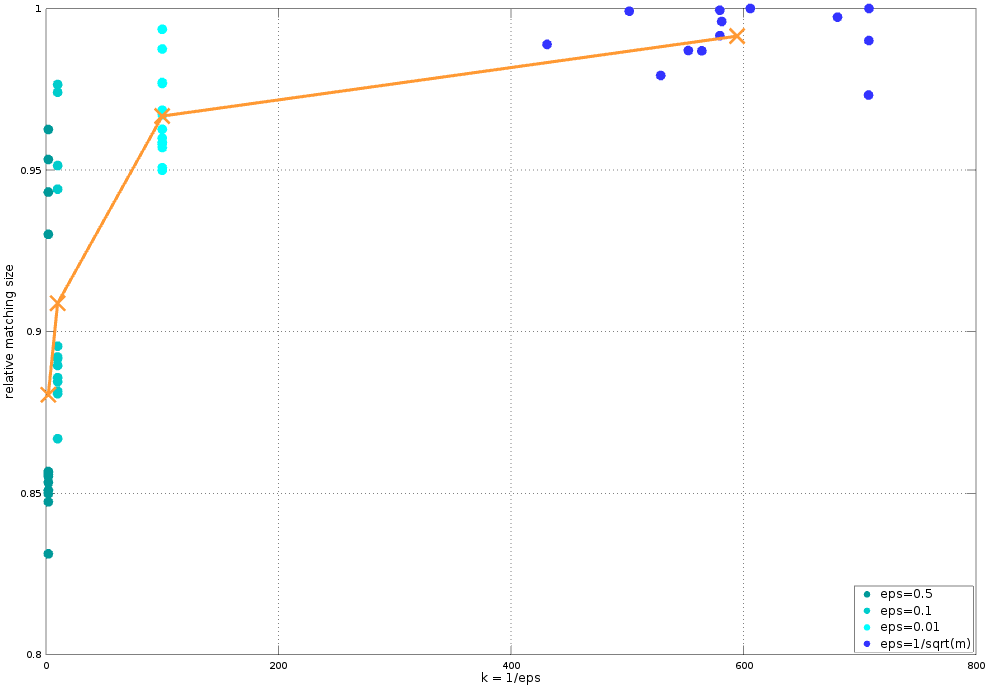 1
0.95
0.9
0.85
0.8
relative matching size
0
200
400
600
800
k = 1/eps
eps=0.5
eps=0.1
eps=0.01
eps=1/sqrt(m)